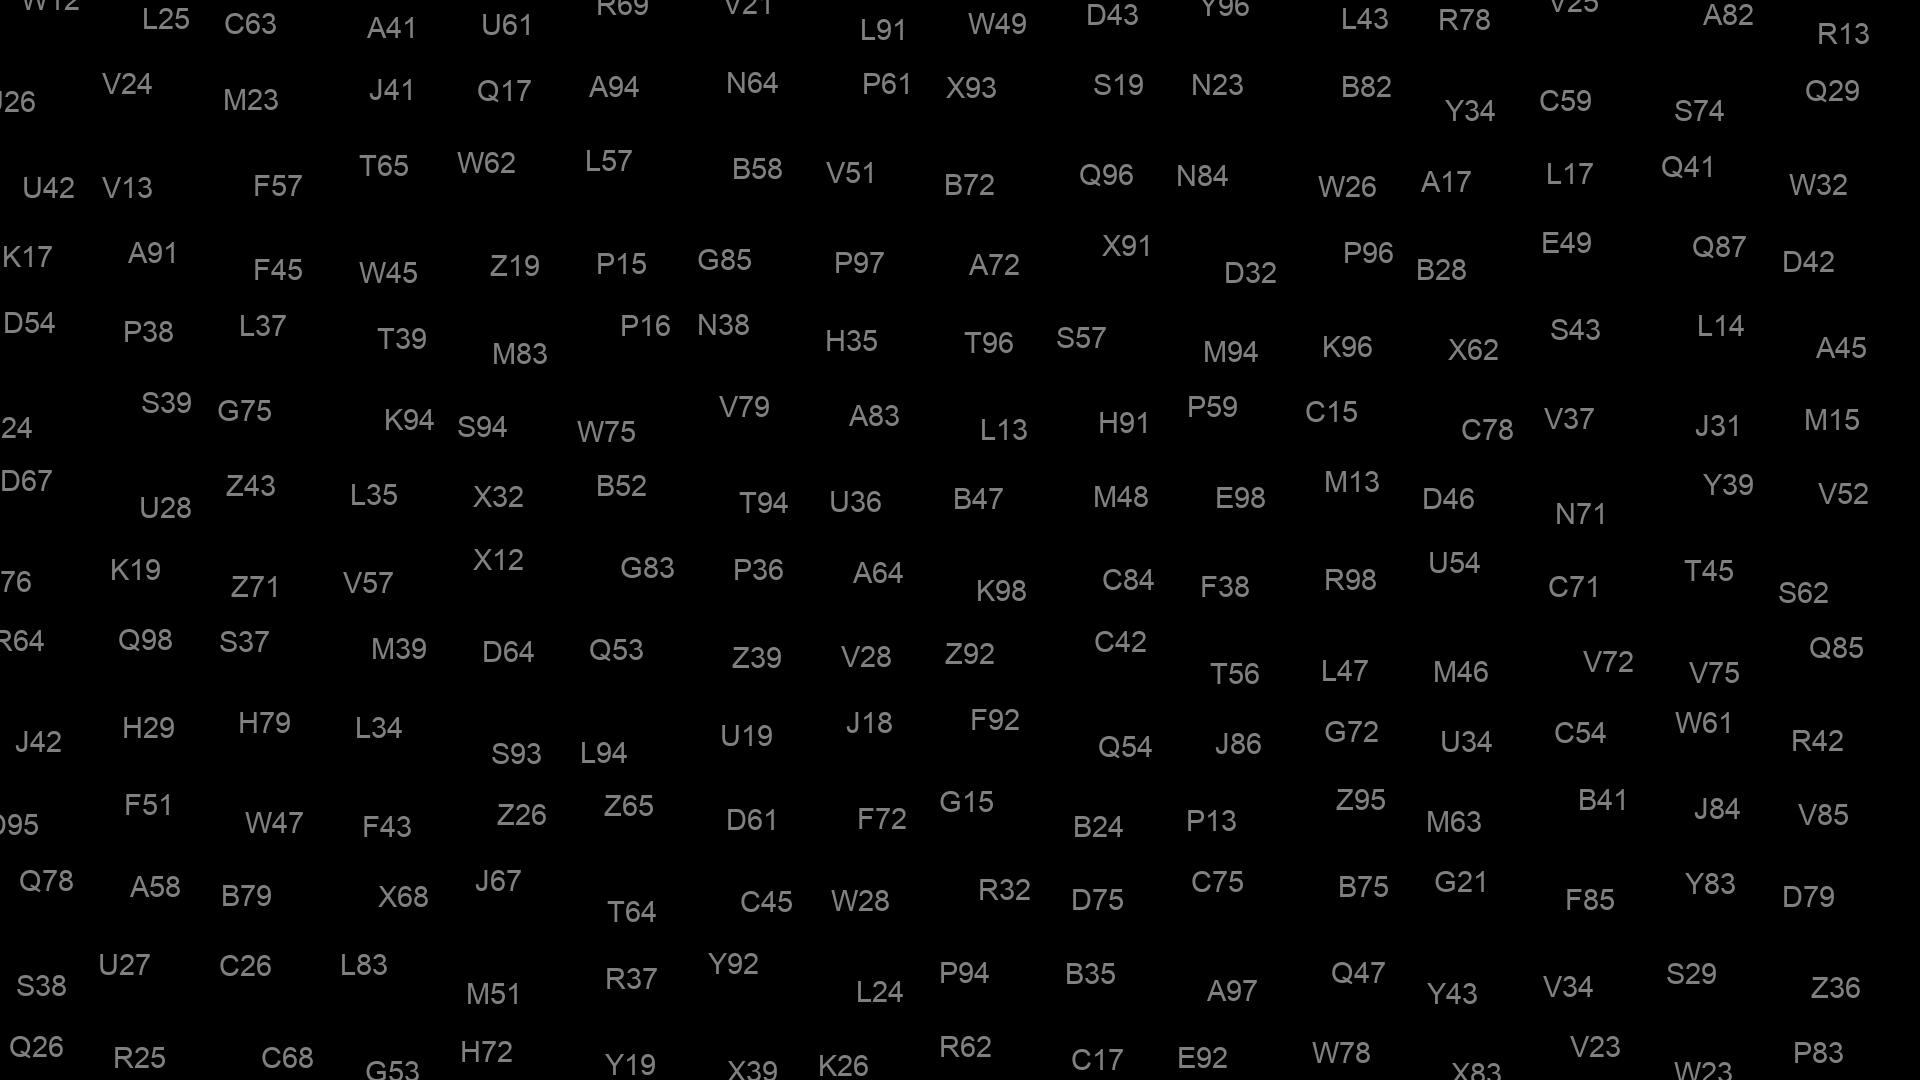 W12 L25 C63 A41 U61 R69 V21 L91 W49 D43 Y96 L43 R78 V25 A82 R13
V24 M23 J41 Q17 A94 N64 P61 X93 S19 N23 B82 Y34 C59 S74 Q29
U42 V13 F57 T65 W62 L57 B58 V51 B72 Q96 N84 W26 A17 L17 Q41 W32
K17 A91 F45 W45 Z19 P15 G85 P97 A72 X91 D32 P96 B28 E49 Q87 D42
D54 P38 L37 T39 M83 P16 N38 H35 T96 S57 M94 K96 X62 S43 L14 A45
24 S39 G75 K94 S94 W75 V79 A83 L13 H91 P59 C15 C78 V37 J31 M15
D67 U28 Z43 L35 X32 B52 T94 U36 B47 M48 E98 M13 D46 N71 Y39 V52
76 K19 Z71 V57 X12 G83 P36 A64 K98 C84 F38 R98 U54 C71 T45 S62
R64 Q98 S37 M39 D64 Q53 Z39 V28 Z92 C42 T56 L47 M46 V72 V75 Q85
J42 H29 H79 L34 S93 L94 U19 J18 F92 Q54 J86 G72 U34 C54 W61 R42
F51 W47 F43 Z26 Z65 D61 F72 G15 B24 P13 Z95 M63 B41 J84 V85
Q78 A58 B79 X68 J67 T64 C45 W28 R32 D75 C75 B75 G21 F85 Y83 D79
S38 U27 C26 L83 M51 R37 Y92 L24 P94 B35 A97 Q47 Y43 V34 S29 Z36
Q26 R25 C68 G53 H72 Y19 X39 K26 R62 C17 E92 W78 X83 V23 W23 P83